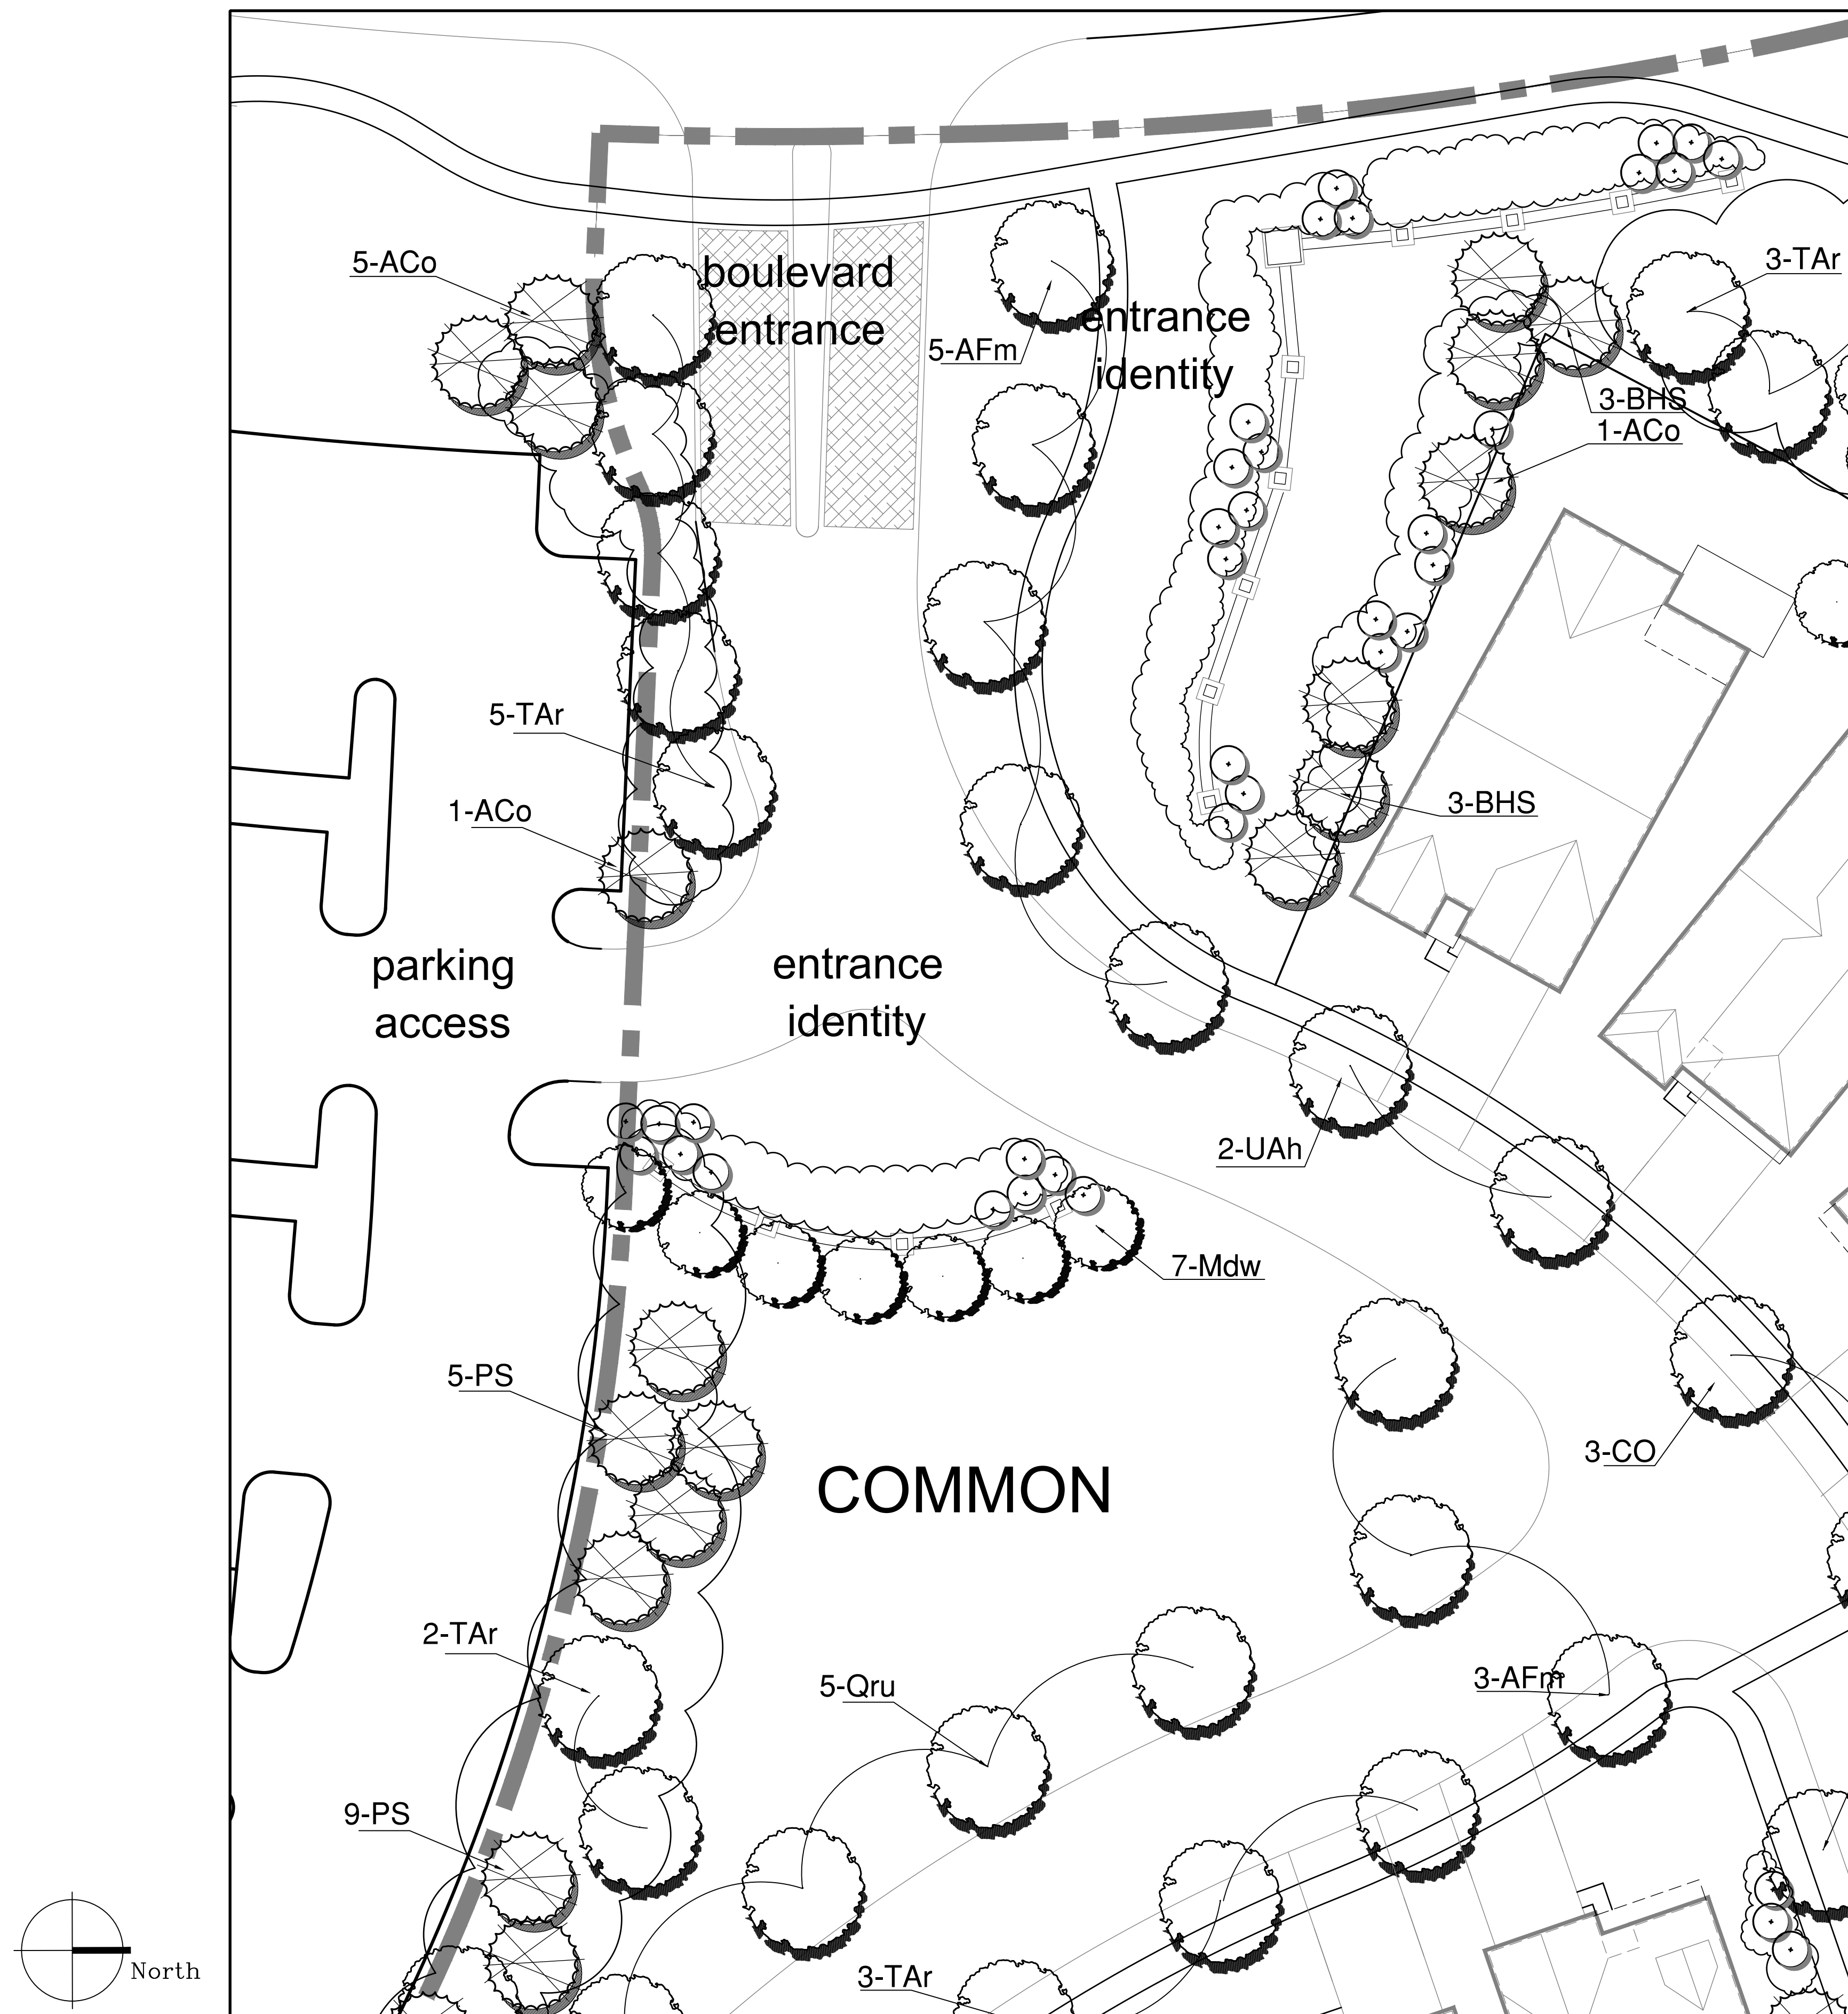 5-ACo
boulevard
entrance
5-AFm
entrance
identity
3-TAr
3-BHS
1-ACo
5-TAr
1-ACo
3-BHS
parking
access
entrance
identity
2-UAh
7-Mdw
5-PS
3-CO
COMMON
2-TAr
5-Qru
3-AFm
9-PS
3-TAr
North